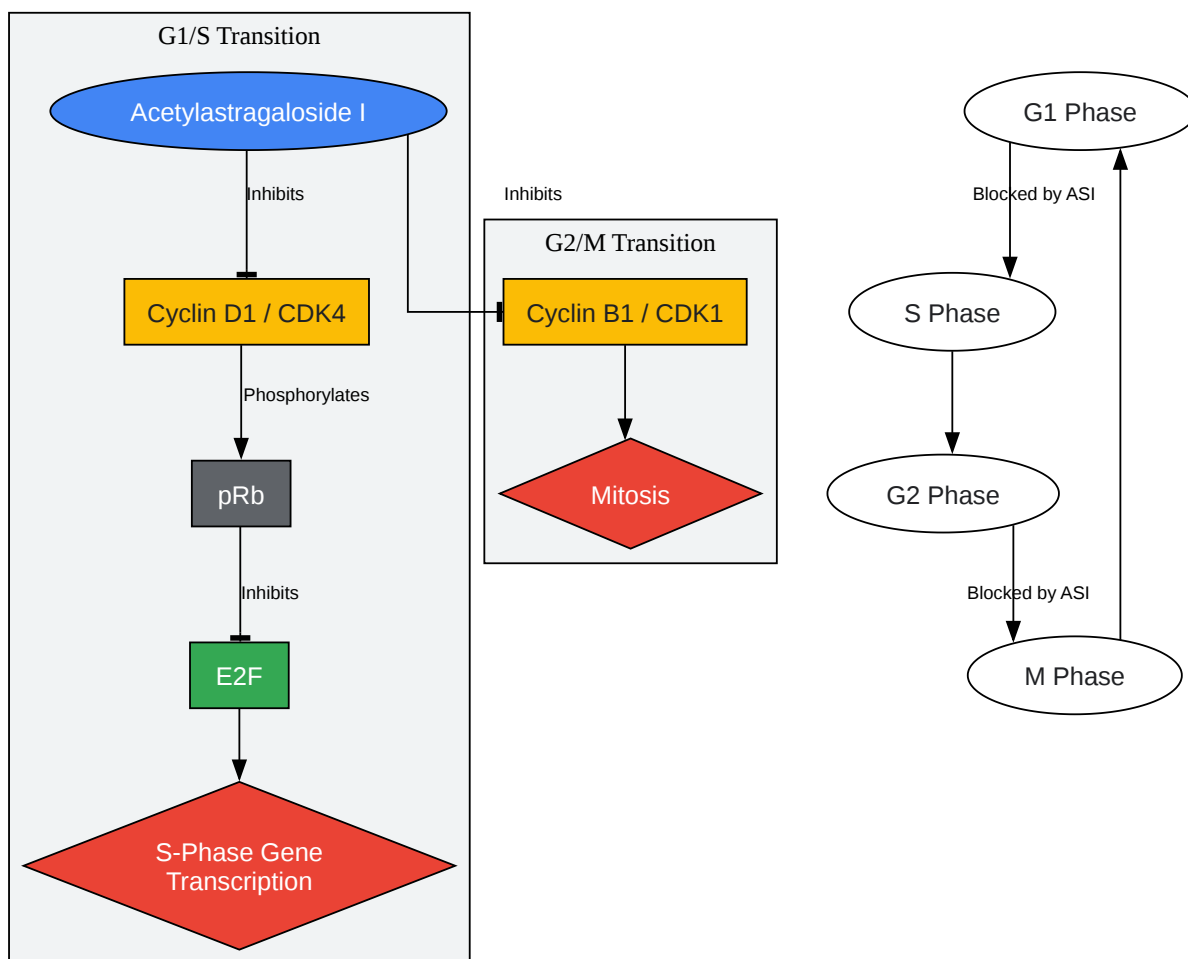 G1/S Transition
Acetylastragaloside I
Inhibits
Cyclin D1 / CDK4
Phosphorylates
pRb
Inhibits
E2F
S-Phase Gene
Transcription
Inhibits
G2/M Transition
Cyclin B1 / CDK1
Mitosis
G1 Phase
Blocked by ASI
S Phase
G2 Phase
Blocked by ASI
M Phase